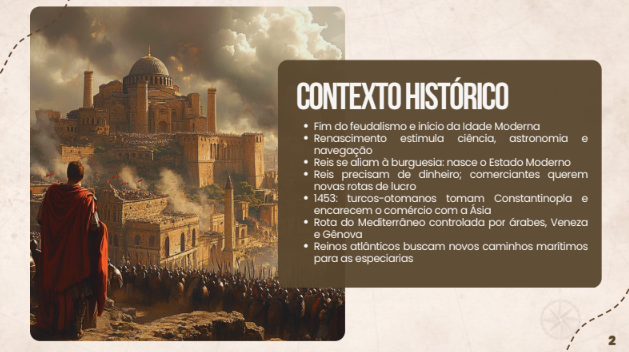 CONTEXTO HISTÓRICO
• Fim do feudalismo e início da Idade Moderna
• Renascimento estimula ciência, astronomia e
navegação
• Reis se aliam à burguesia: nasce o Estado Moderno
• Reis precisam de dinheiro; comerciantes querem
novas rotas de lucro
• 1453: turcos-otomanos tomam Constantinopla e
encarecem o comércio com a Ásia
• Rota do Mediterrâneo controlada por árabes, Veneza
e Gênova
• Reinos atlânticos buscam novos caminhos marítimos
para as especiarias
2